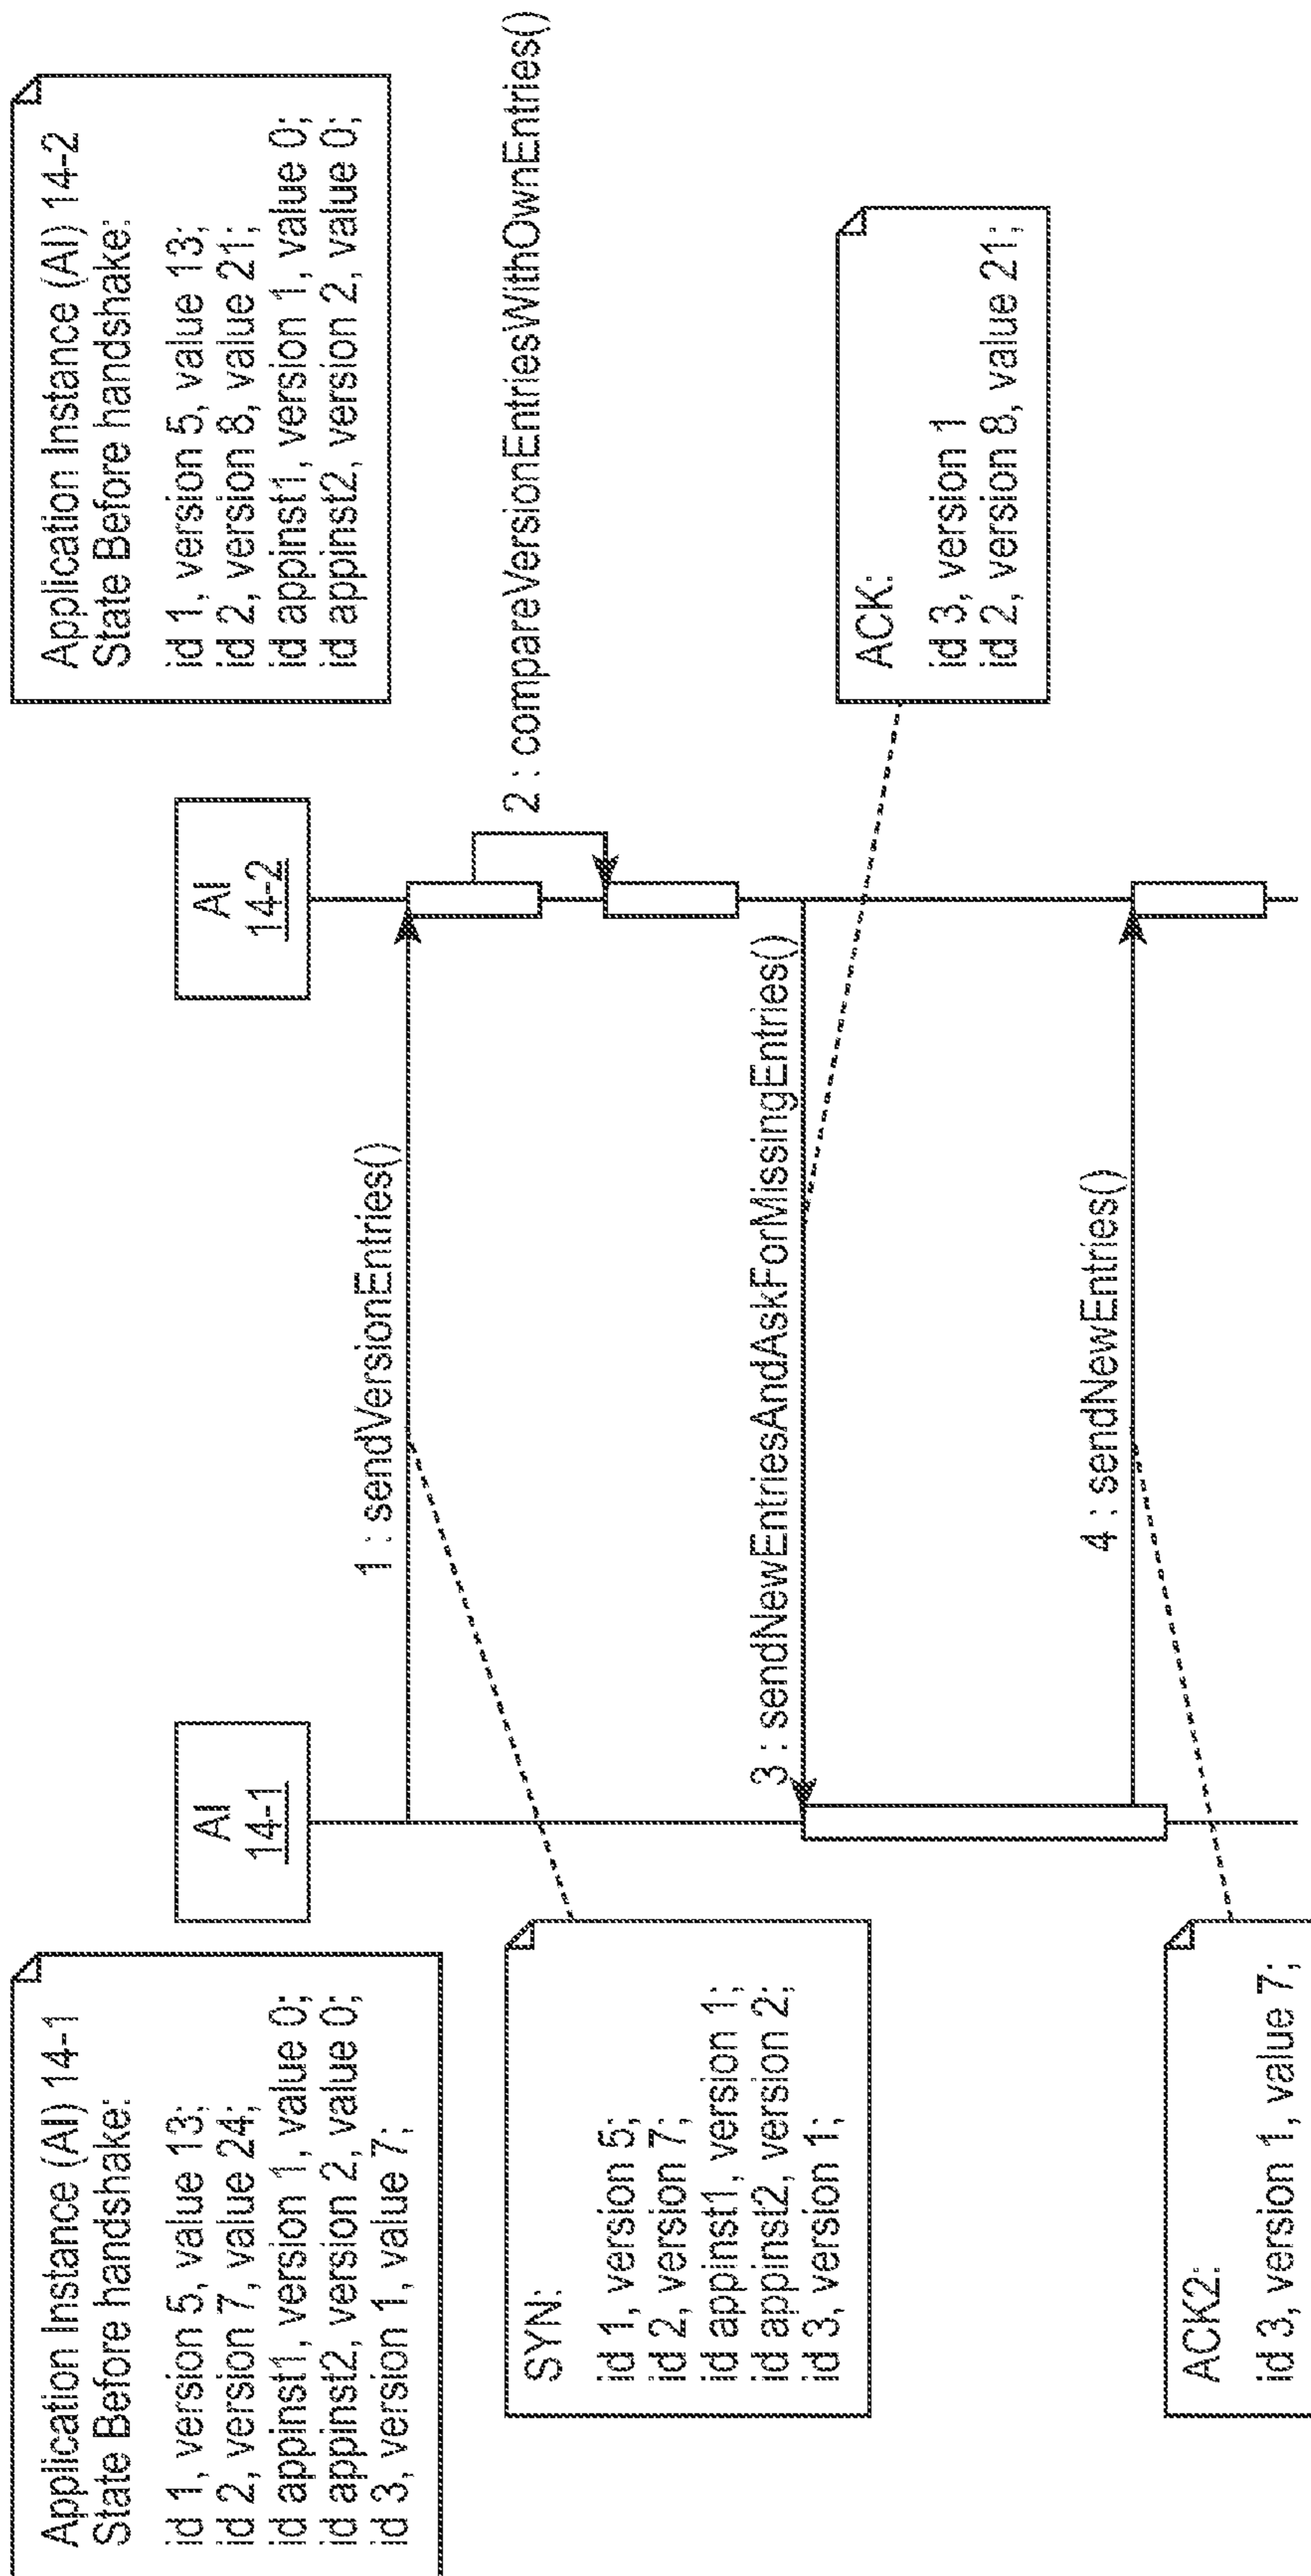 Application Instance (AI) 14-1
State Before handshake:
id 1, version 5, value 13;
id 2, version 7, value 24;
id appinst1, version 1, value 0;
id appinst2, version 2, value 0;
id 3, version 1, value 7;
AI
14-1
AI
14-2
Application Instance (AI) 14-2
State Before handshake:
id 1, version 5, value 13;
id 2, version 8, value 21;
id appinst1, version 1, value 0;
id appinst2, version 2, value 0;
1 : sendVersionEntries()
SYN:
id 1, version 5;
id 2, version 7;
id appinst1, version 1;
id appinst2, version 2;
id 3, version 1;
2 : compareVersionEntriesWithOwnEntries()
3 : sendNewEntriesAndAskForMissingEntries()
ACK:
id 3, version 1
id 2, version 8, value 21;
4 : sendNewEntries()
ACK2:
id 3, version 1, value 7;